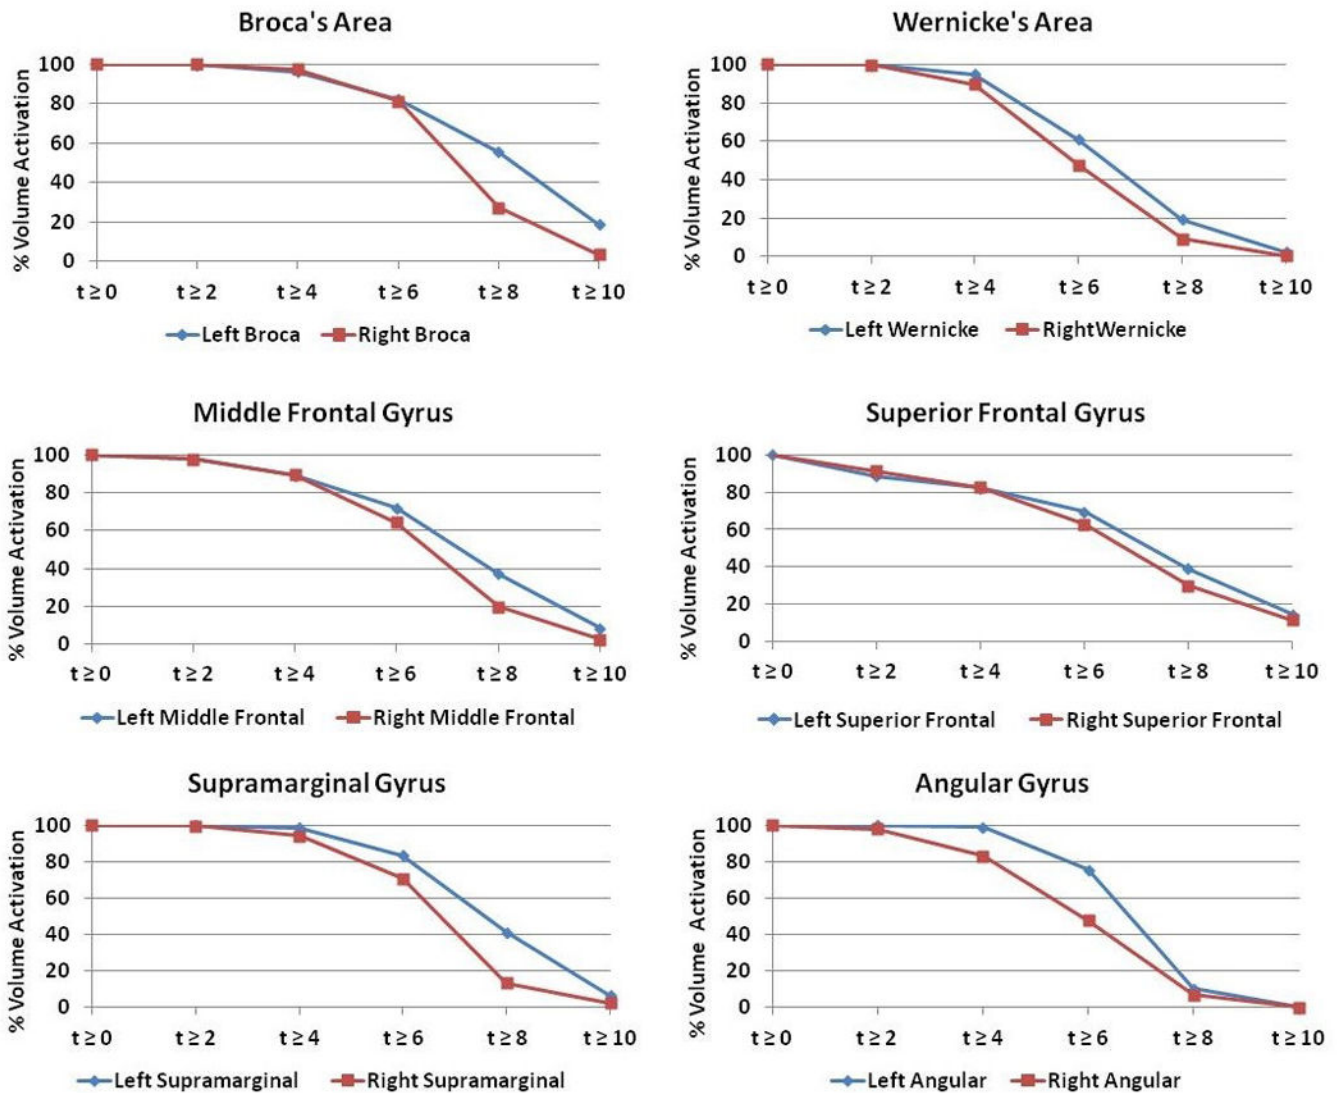 Broca's Area
% Volume Activation
100
80
60
40
20
0
t ≥ 0 t ≥ 2 t ≥ 4 t ≥ 6 t ≥ 8 t ≥ 10
Left Broca Right Broca
Wernicke's Area
% Volume Activation
100
80
60
40
20
0
t ≥ 0 t ≥ 2 t ≥ 4 t ≥ 6 t ≥ 8 t ≥ 10
Left Wernicke RightWernicke
Middle Frontal Gyrus
% Volume Activation
100
80
60
40
20
0
t ≥ 0 t ≥ 2 t ≥ 4 t ≥ 6 t ≥ 8 t ≥ 10
Left Middle Frontal Right Middle Frontal
Superior Frontal Gyrus
% Volume Activation
100
80
60
40
20
0
t ≥ 0 t ≥ 2 t ≥ 4 t ≥ 6 t ≥ 8 t ≥ 10
Left Superior Frontal Right Superior Frontal
Supramarginal Gyrus
% Volume Activation
100
80
60
40
20
0
t ≥ 0 t ≥ 2 t ≥ 4 t ≥ 6 t ≥ 8 t ≥ 10
Left Supramarginal Right Supramarginal
Angular Gyrus
% Volume Activation
100
80
60
40
20
0
t ≥ 0 t ≥ 2 t ≥ 4 t ≥ 6 t ≥ 8 t ≥ 10
Left Angular Right Angular